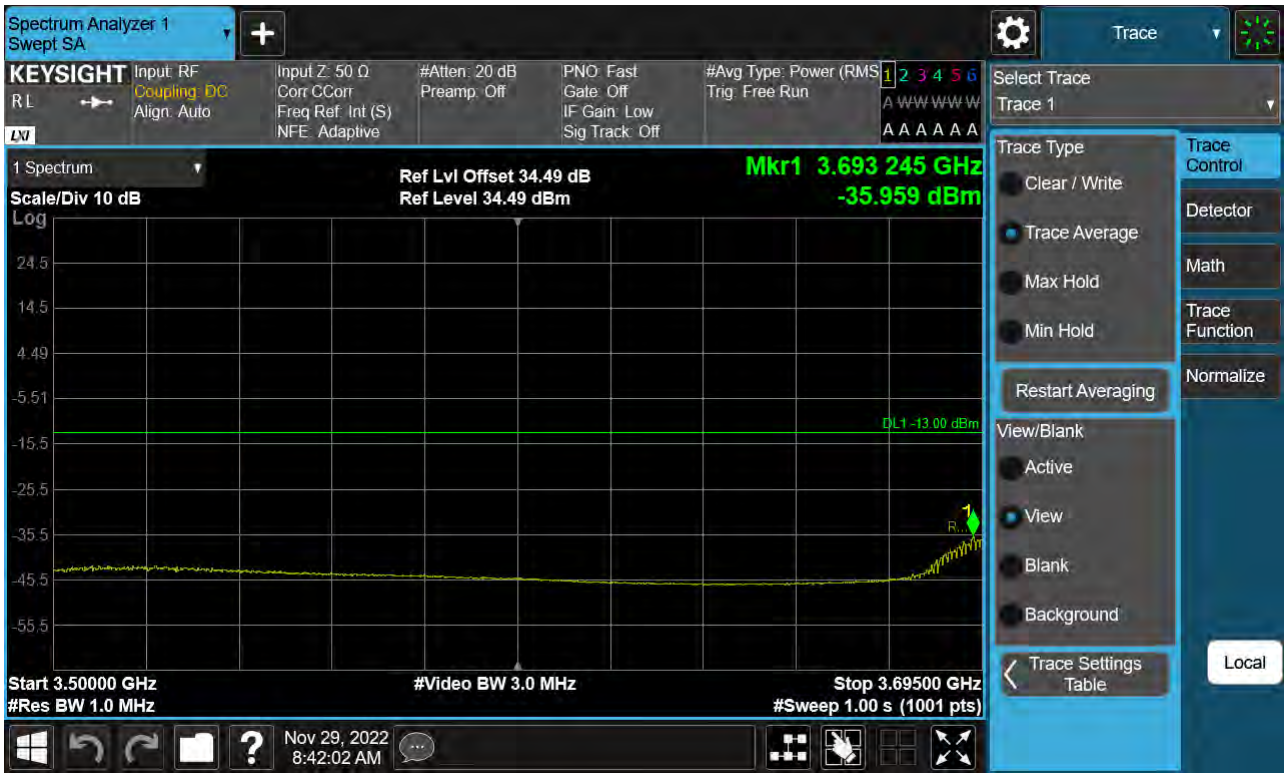 Spectrum Analyzer 1
Swept SA
Trace
KEYSIGHT
RL
LXI
Input: RF
Coupling: DC
Align: Auto
Input Z: 50 Ω
Corr CCorr
Freq Ref: Int (S)
NFE: Adaptive
#Atten: 20 dB
Preamp: Off
PNO: Fast
Gate: Off
IF Gain: Low
Sig Track: Off
#Avg Type: Power (RMS
Trig: Free Run
1 2 3 4 5 6
A W W W W W
A A A A A A
Select Trace
Trace 1
1 Spectrum
Scale/Div 10 dB
Log
Ref Lvl Offset 34.49 dB
Ref Level 34.49 dBm
Mkr1 3.693 245 GHz
-35.959 dBm
24.5
14.5
4.49
-5.51
-15.5
-25.5
-35.5
-45.5
-55.5
DL1 -13.00 dBm
1
R...
Start 3.50000 GHz
#Res BW 1.0 MHz
#Video BW 3.0 MHz
Stop 3.69500 GHz
#Sweep 1.00 s (1001 pts)
Trace Type
Clear / Write
Trace Average
Max Hold
Min Hold
Restart Averaging
View/Blank
Active
View
Blank
Background
Trace Settings
Table
Trace
Control
Detector
Math
Trace
Function
Normalize
Local
?
Nov 29, 2022
8:42:02 AM